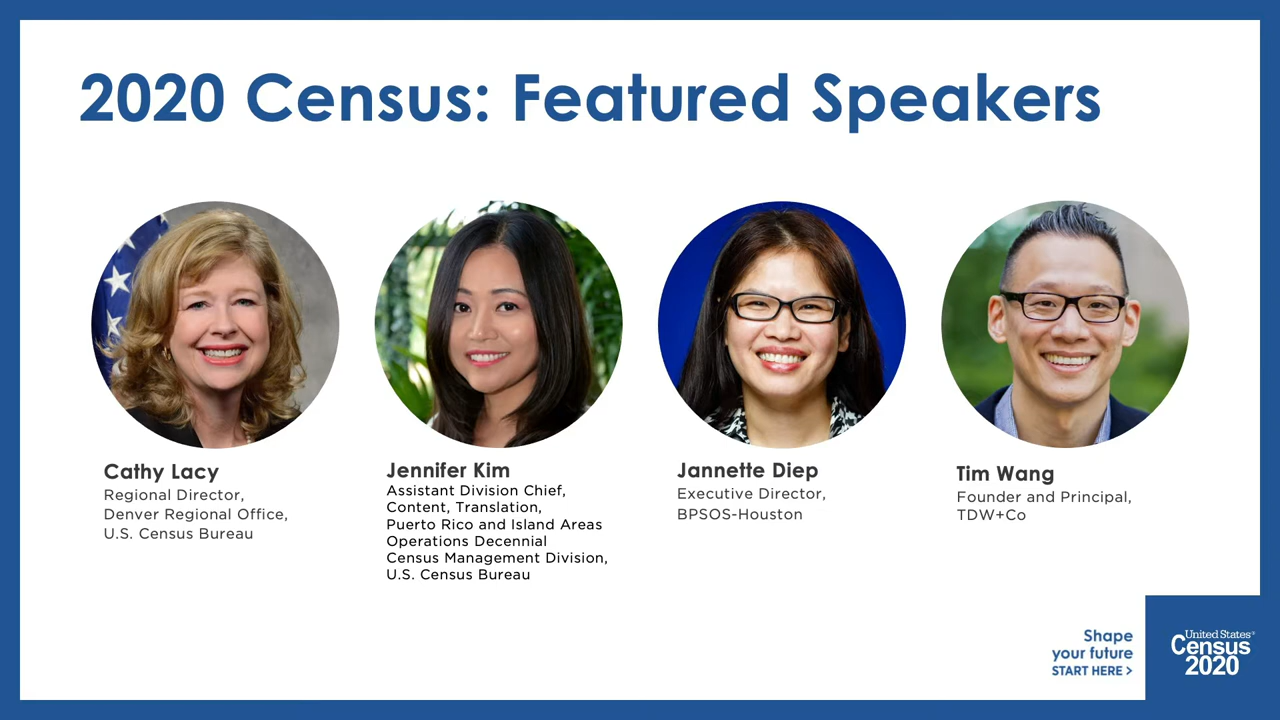 2020 Census: Featured Speakers
Cathy Lacy
Regional Director,
Denver Regional Office,
U.S. Census Bureau
Jennifer Kim
Assistant Division Chief,
Content, Translation,
Puerto Rico and Island Areas
Operations Decennial
Census Management Division,
U.S. Census Bureau
Jannette Diep
Executive Director,
BPSOS-Houston
Tim Wang
Founder and Principal,
TDW+Co
Shape
your future
START HERE >
United States®
Census
2020